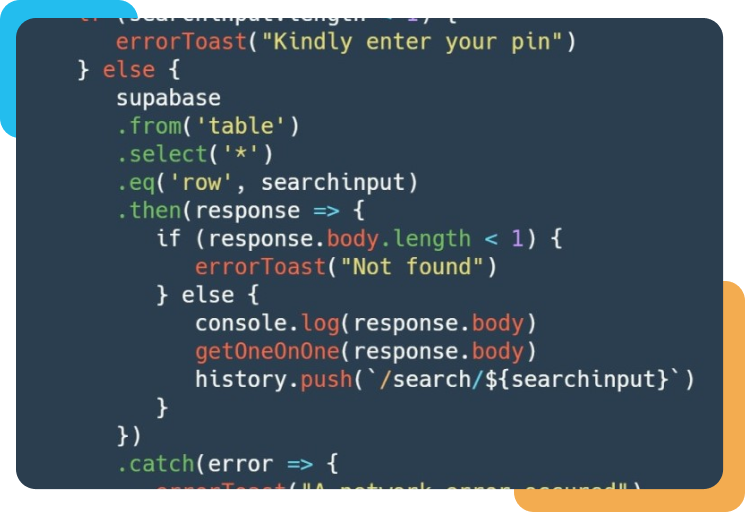 if (searchinput.length < 1) {
errorToast("Kindly enter your pin")
} else {
supabase
.from('table')
.select('*')
.eq('row', searchinput)
.then(response => {
if (response.body.length < 1) {
errorToast("Not found")
} else {
console.log(response.body)
getOneOnOne(response.body)
history.push(`/search/${searchinput}`)
}
})
.catch(error => {
errorToast("A network error occured")